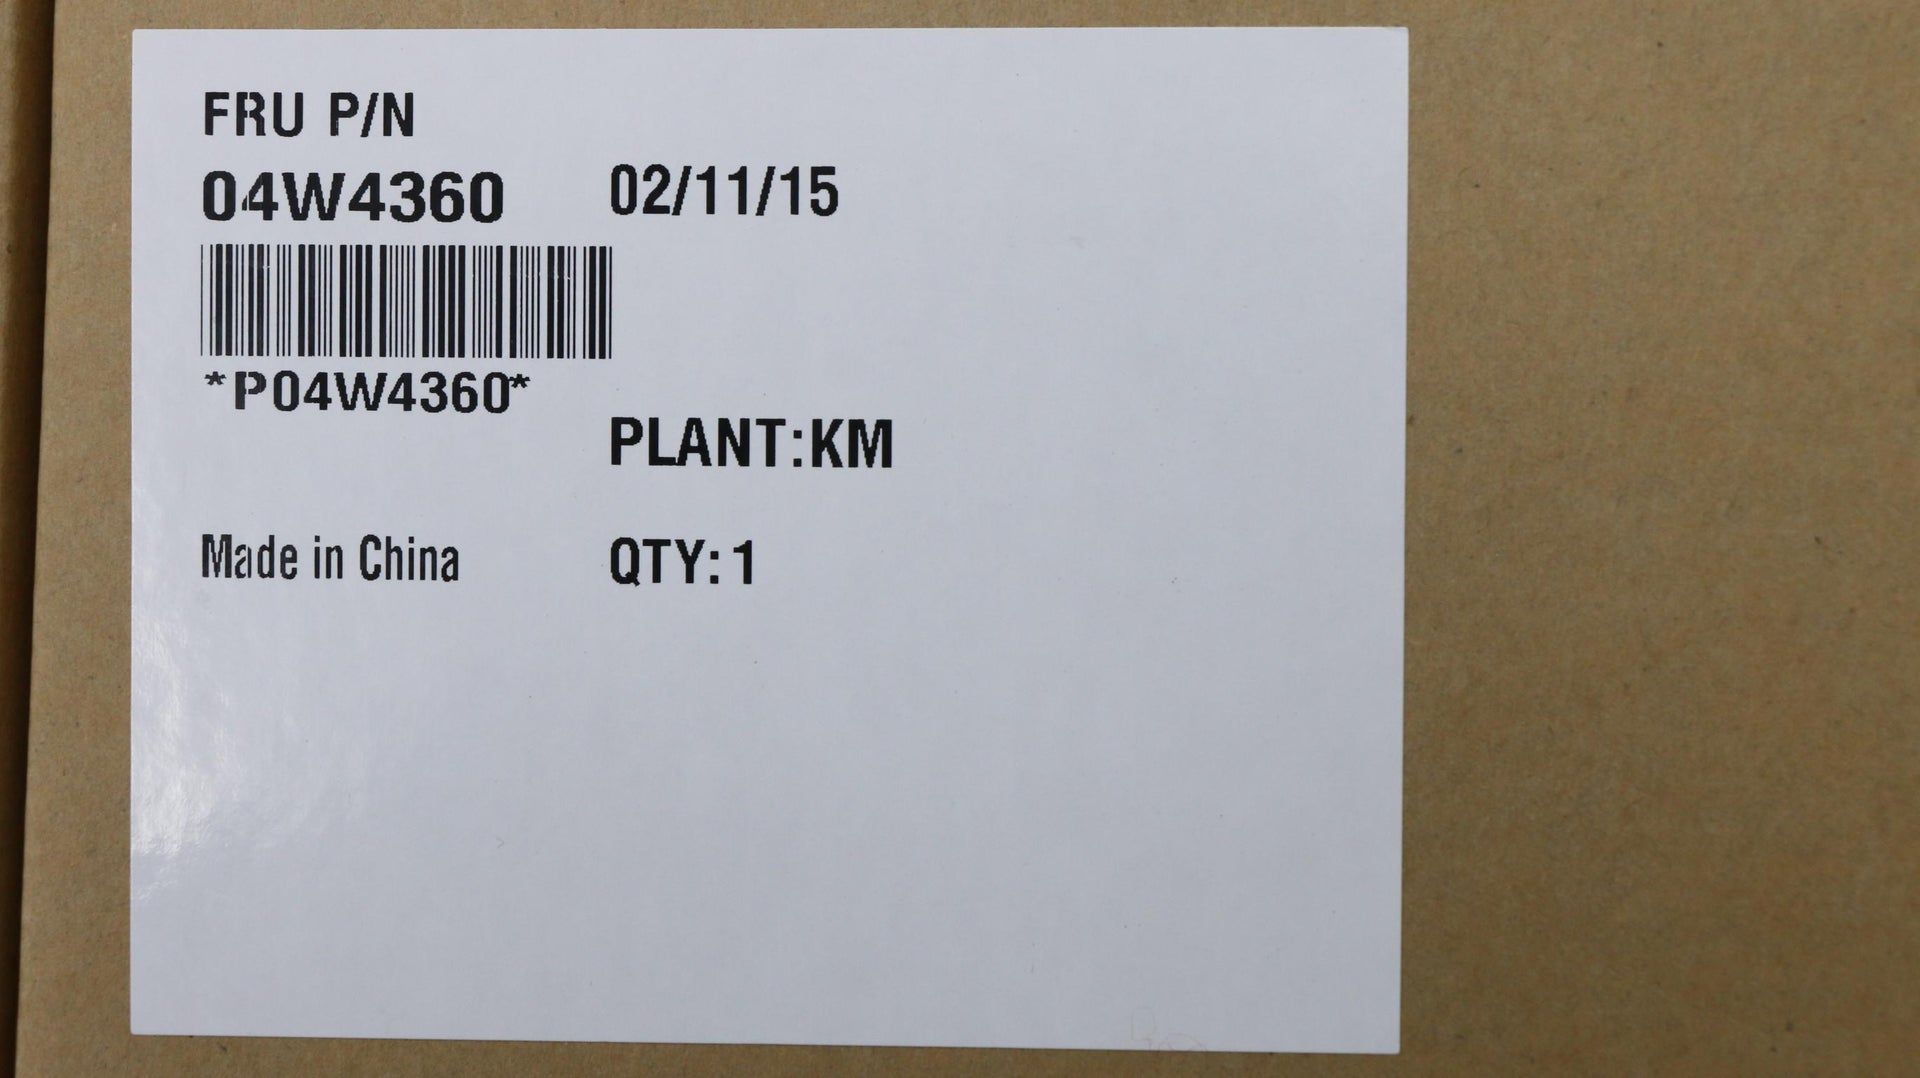 FRU P/N
04W4360 02/11/15
*P04W4360*
PLANT:KM
Made in China QTY: 1